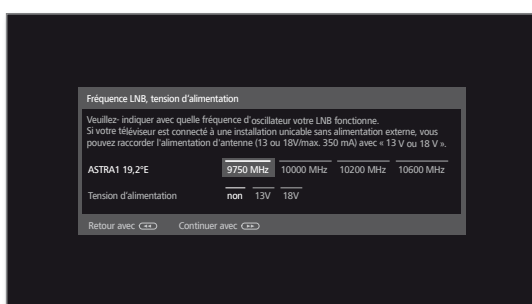 Fréquence LNB, tension d'alimentation
Veuillez- indiquer avec quelle fréquence d'oscillateur votre LNB fonctionne.
Si votre téléviseur est connecté à une installation unicable sans alimentation externe, vous
pouvez raccorder l'alimentation d'antenne (13 ou 18V/max. 350 mA) avec « 13 V ou 18 V ».
ASTRA1 19,2°E 9750 MHz 10000 MHz 10200 MHz 10600 MHz
Tension d'alimentation non 13V 18V
Retour avec Continuer avec